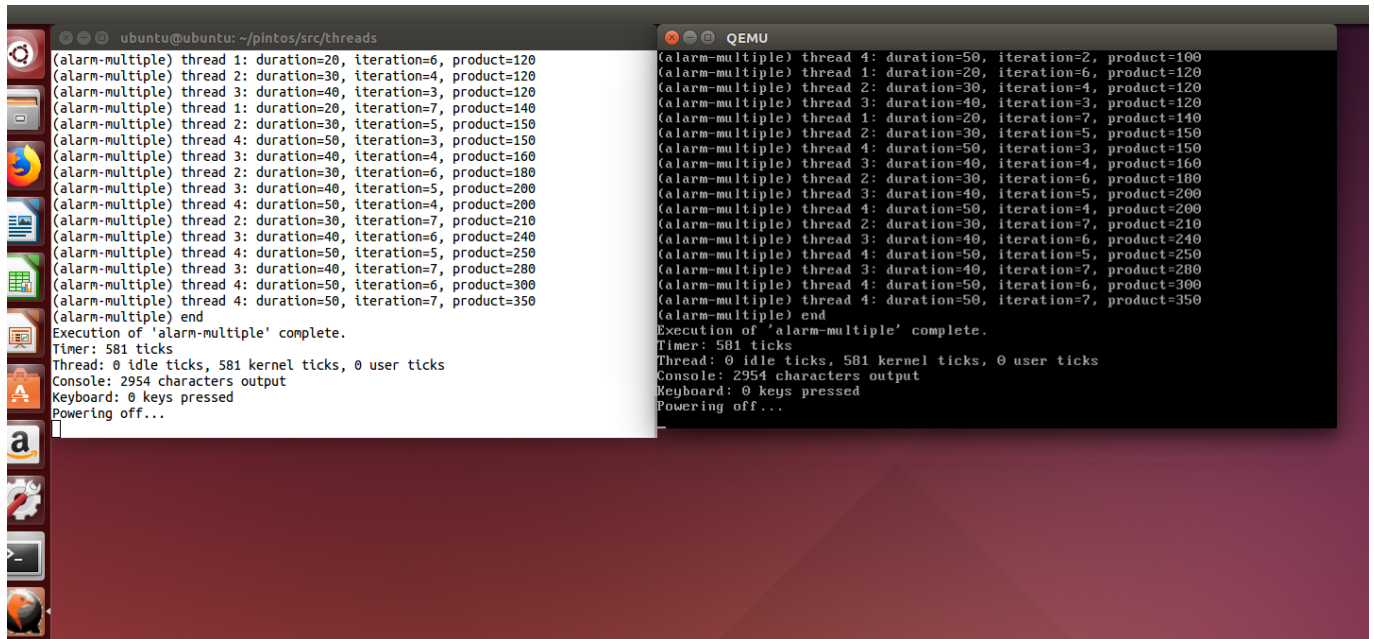 ubuntu@ubuntu: ~/pintos/src/threads
(alarm-multiple) thread 1: duration=20, iteration=6, product=120
(alarm-multiple) thread 2: duration=30, iteration=4, product=120
(alarm-multiple) thread 3: duration=40, iteration=3, product=120
(alarm-multiple) thread 1: duration=20, iteration=7, product=140
(alarm-multiple) thread 2: duration=30, iteration=5, product=150
(alarm-multiple) thread 4: duration=50, iteration=3, product=150
(alarm-multiple) thread 3: duration=40, iteration=4, product=160
(alarm-multiple) thread 2: duration=30, iteration=6, product=180
(alarm-multiple) thread 3: duration=40, iteration=5, product=200
(alarm-multiple) thread 4: duration=50, iteration=4, product=200
(alarm-multiple) thread 2: duration=30, iteration=7, product=210
(alarm-multiple) thread 3: duration=40, iteration=6, product=240
(alarm-multiple) thread 4: duration=50, iteration=5, product=250
(alarm-multiple) thread 3: duration=40, iteration=7, product=280
(alarm-multiple) thread 4: duration=50, iteration=6, product=300
(alarm-multiple) thread 4: duration=50, iteration=7, product=350
(alarm-multiple) end
Execution of 'alarm-multiple' complete.
Timer: 581 ticks
Thread: 0 idle ticks, 581 kernel ticks, 0 user ticks
Console: 2954 characters output
Keyboard: 0 keys pressed
Powering off...
QEMU
(alarm-multiple) thread 4: duration=50, iteration=2, product=100
(alarm-multiple) thread 1: duration=20, iteration=6, product=120
(alarm-multiple) thread 2: duration=30, iteration=4, product=120
(alarm-multiple) thread 3: duration=40, iteration=3, product=120
(alarm-multiple) thread 1: duration=20, iteration=7, product=140
(alarm-multiple) thread 2: duration=30, iteration=5, product=150
(alarm-multiple) thread 4: duration=50, iteration=3, product=150
(alarm-multiple) thread 3: duration=40, iteration=4, product=160
(alarm-multiple) thread 2: duration=30, iteration=6, product=180
(alarm-multiple) thread 3: duration=40, iteration=5, product=200
(alarm-multiple) thread 4: duration=50, iteration=4, product=200
(alarm-multiple) thread 2: duration=30, iteration=7, product=210
(alarm-multiple) thread 3: duration=40, iteration=6, product=240
(alarm-multiple) thread 4: duration=50, iteration=5, product=250
(alarm-multiple) thread 3: duration=40, iteration=7, product=280
(alarm-multiple) thread 4: duration=50, iteration=6, product=300
(alarm-multiple) thread 4: duration=50, iteration=7, product=350
(alarm-multiple) end
Execution of 'alarm-multiple' complete.
Timer: 581 ticks
Thread: 0 idle ticks, 581 kernel ticks, 0 user ticks
Console: 2954 characters output
Keyboard: 0 keys pressed
Powering off...